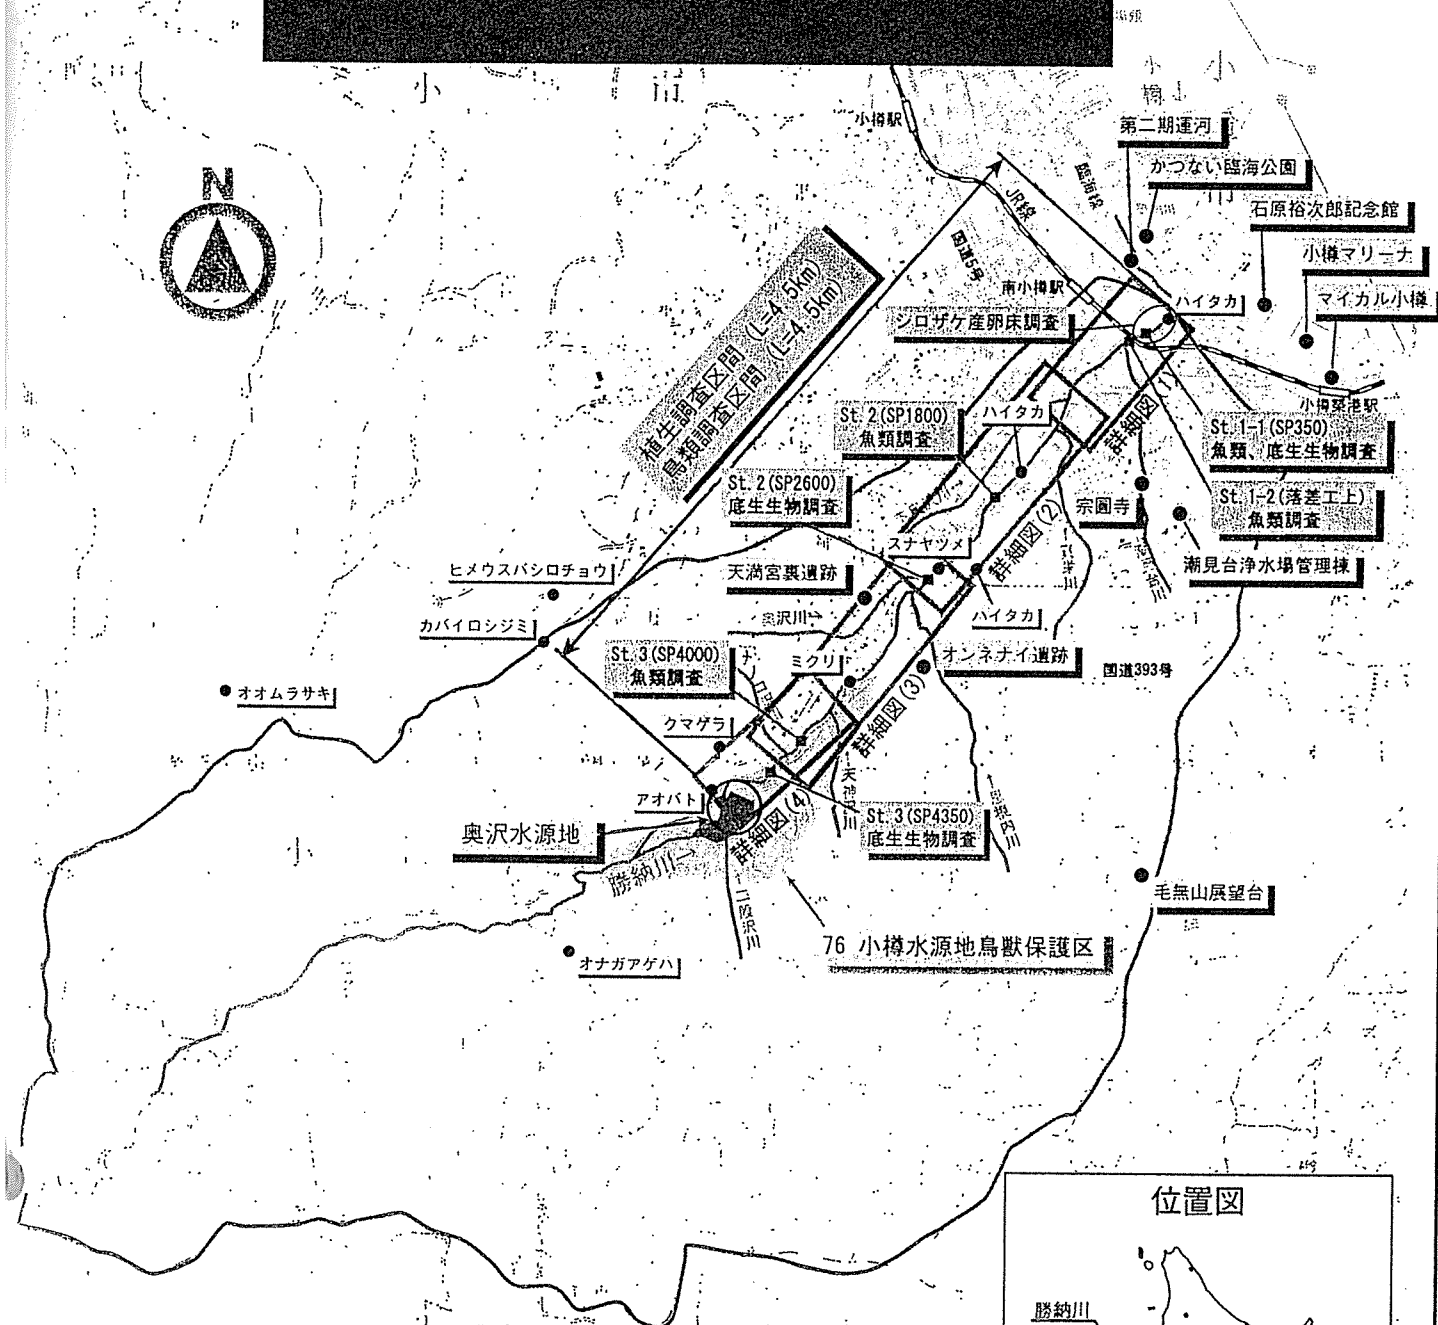 小
市
小
小
樽
市
N
小樽駅
第二期運河
かつない臨海公園
臨海線
JR線
石原裕次郎記念館
国道5号
小樽マリーナ
南小樽駅
ハイタカ
マイカル小樽
シロザケ産卵床調査
植生調査区間 (L=4.5km)
鳥類調査区間 (L=4.5km)
小樽築港駅
詳細図(1)
St.2(SP1800)
魚類調査
ハイタカ
St.1-1(SP350)
魚類、底生生物調査
St.2(SP2600)
底生生物調査
宗圓寺
St.1-2(落差工上)
魚類調査
詳細図(2)
スナヤツメ
潮見台浄水場管理棟
ヒメウスバシロチョウ
天満宮裏遺跡
奥沢川→
ハイタカ
カバイロシジミ
St.3(SP4000)
魚類調査
ミクリ
オンネナイ遺跡
国道393号
オオムラサキ
詳細図(3)
クマゲラ
アオバト
天神沢川
St.3(SP4350)
底生生物調査
奥沢水源地
詳細図(4)
小
勝納川→
毛無山展望台
76 小樽水源地鳥獣保護区
オナガアゲハ
位置図
勝納川